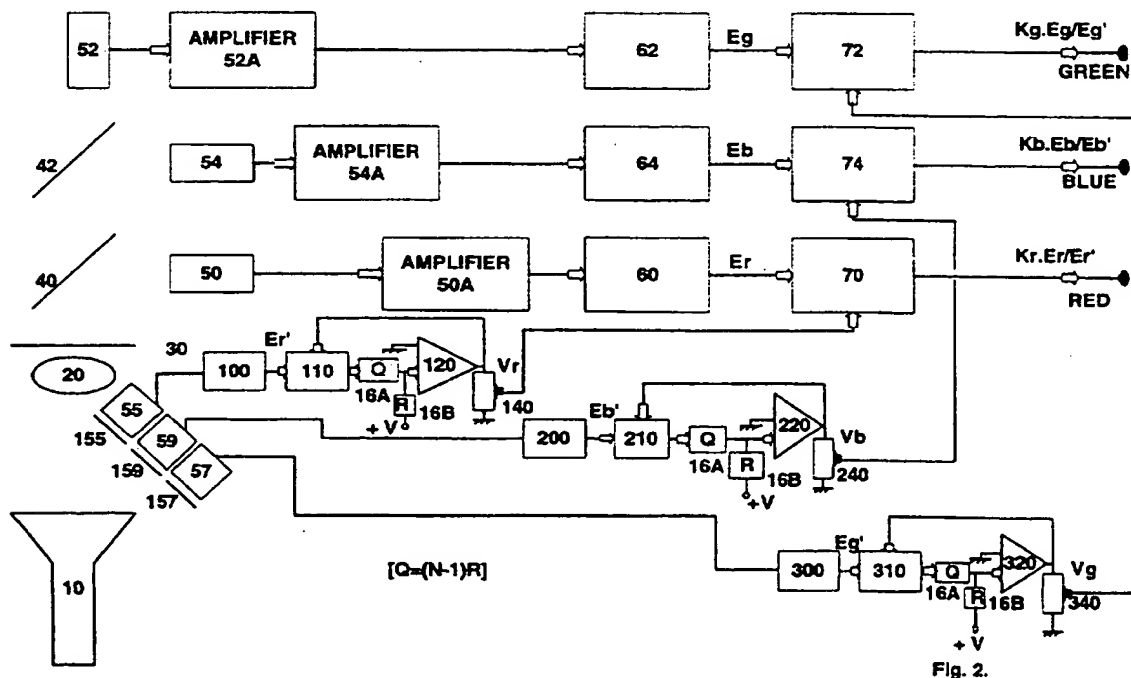 52
AMPLIFIER
52A
62
Eg
72
Kg.Eg/Eg'
GREEN
42
54
AMPLIFIER
54A
64
Eb
74
Kb.Eb/Eb'
BLUE
40
50
AMPLIFIER
50A
60
Er
70
Kr.Er/Er'
RED
20
30
100
Er'
110
Q
16A
120
R
16B
+ V
Vr
140
55
155
59
159
57
157
200
Eb'
210
Q
16A
220
R
16B
+V
Vb
240
10
[Q=(N-1)R]
300
Eg'
310
Q
16A
320
R
16B
+ V
Vg
340
Fig. 2.